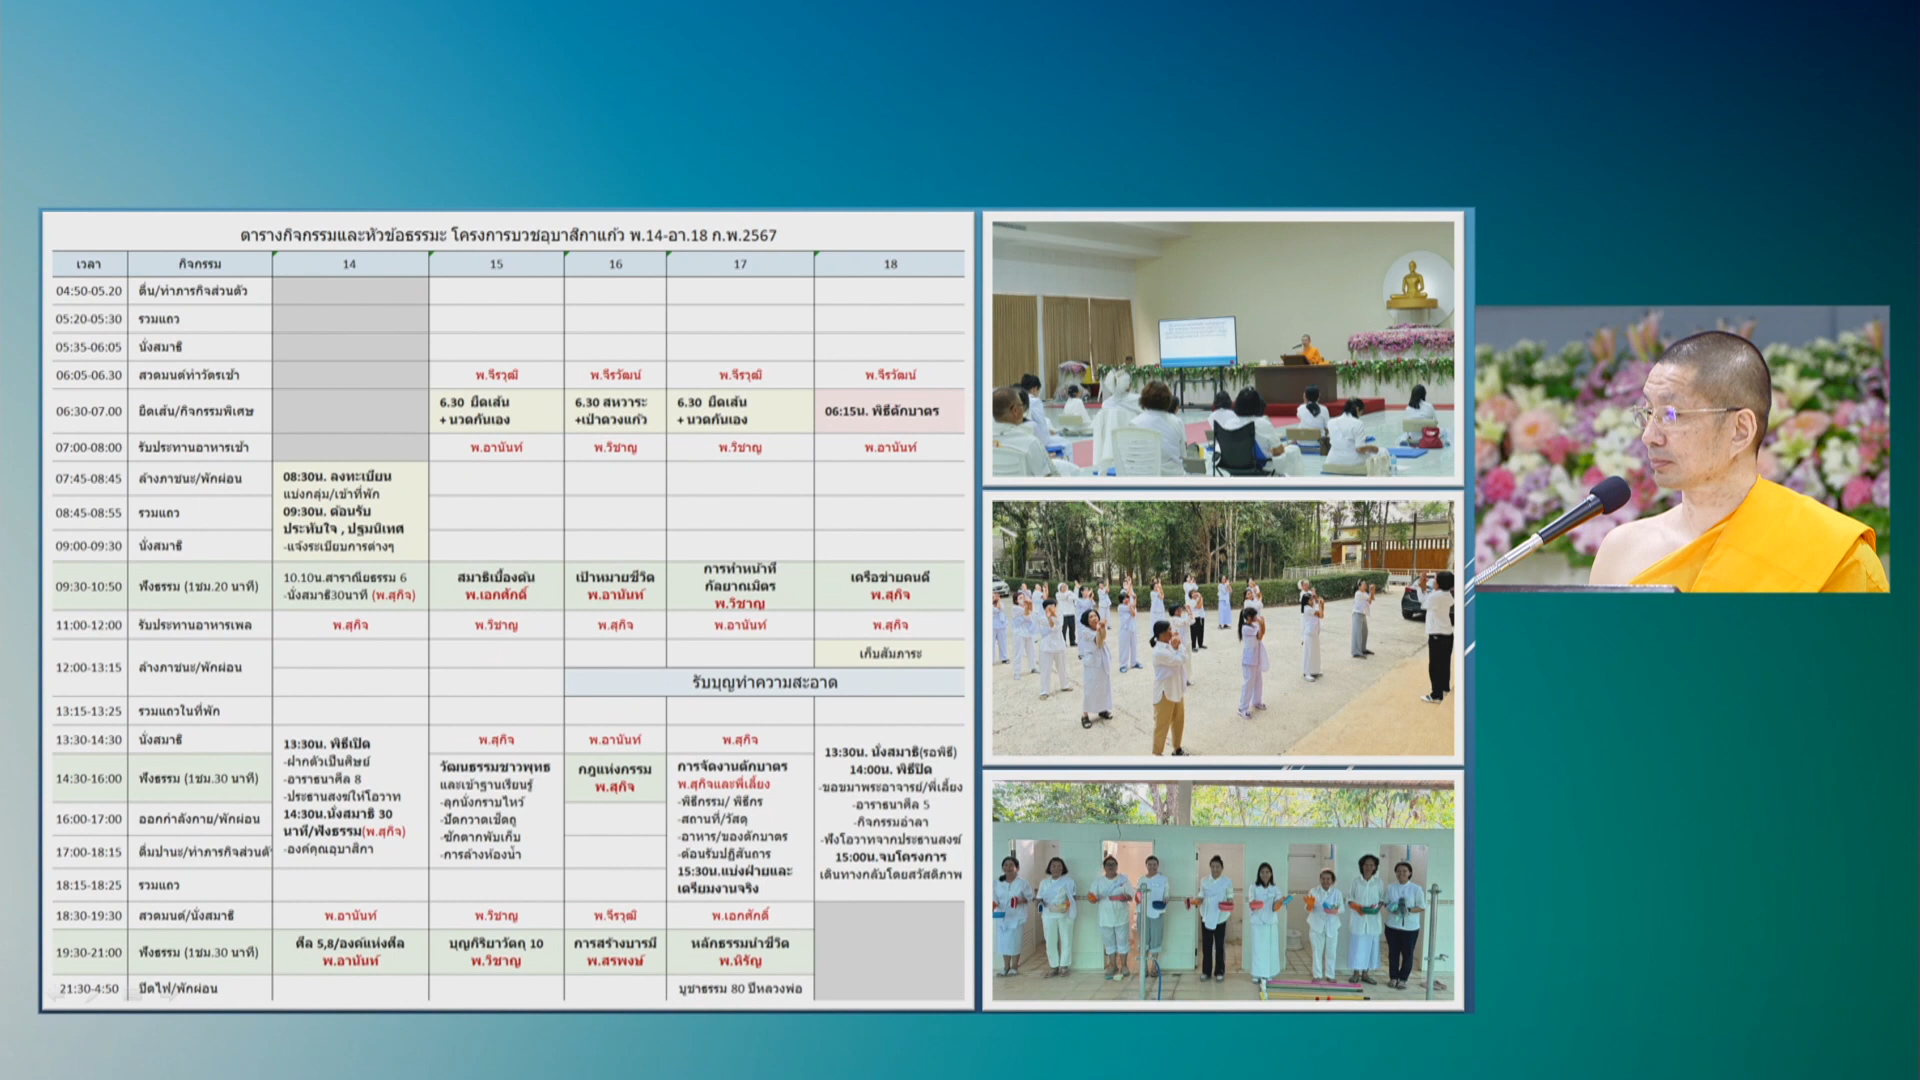 ตารางกิจกรรมและหัวข้อธรรมะ โครงการบวชอุบาสิกาแก้ว พ.14-อา.18 ก.พ.2567
เวลา กิจกรรม 14 15 16 17 18
04:50-05.20 ตื่น/ทำภารกิจส่วนตัว
05:20-05:30 รวมแถว
05:35-06:05 นั่งสมาธิ
06:05-06.30 สวดมนต์ทำวัตรเช้า พ.จีรวุฒิ พ.จีรวัฒน์ พ.จีรวุฒิ พ.จีรวัฒน์
06:30-07.00 ยืดเส้น/กิจกรรมพิเศษ
6.30 ยืดเส้น
+ นวดกันเอง
6.30 สหวาระ
+เป่าดวงแก้ว
6.30 ยืดเส้น
+ นวดกันเอง
06:15น. พิธีตักบาตร
07:00-08:00 รับประทานอาหารเช้า พ.อานันท์ พ.วิชาญ พ.วิชาญ พ.อานันท์
07:45-08:45 ล้างภาชนะ/พักผ่อน
08:45-08:55 รวมแถว
09:00-09:30 นั่งสมาธิ
08:30น. ลงทะเบียน
แบ่งกลุ่ม/เข้าที่พัก
09:30น. ต้อนรับ
ประทับใจ , ปฐมนิเทศ
-แจ้งระเบียบการต่างๆ
09:30-10:50 ฟังธรรม (1ชม.20 นาที)
10.10น.สาราณียธรรม 6
-นั่งสมาธิ30นาที (พ.สุกิจ)
สมาธิเบื้องต้น
พ.เอกศักดิ์
เป้าหมายชีวิต
พ.อานันท์
การทำหน้าที่
กัลยาณมิตร
พ.วิชาญ
เครือข่ายคนดี
พ.สุกิจ
11:00-12:00 รับประทานอาหารเพล พ.สุกิจ พ.วิชาญ พ.สุกิจ พ.อานันท์ พ.สุกิจ
12:00-13:15 ล้างภาชนะ/พักผ่อน
เก็บสัมภาระ
รับบุญทำความสะอาด
13:15-13:25 รวมแถวในที่พัก
13:30-14:30 นั่งสมาธิ พ.สุกิจ พ.อานันท์ พ.สุกิจ
14:30-16:00 ฟังธรรม (1ชม.30 นาที)
16:00-17:00 ออกกำลังกาย/พักผ่อน
17:00-18:15 ดื่มปานะ/ทำภารกิจส่วนตัว
18:15-18:25 รวมแถว
13:30น. พิธีเปิด
-ฝากตัวเป็นศิษย์
-อาราธนาศีล 8
-ประธานสงฆ์ให้โอวาท
14:30น.นั่งสมาธิ 30
นาที/ฟังธรรม(พ.สุกิจ)
-องค์คุณอุบาสิกา
วัฒนธรรมชาวพุทธ
และเข้าฐานเรียนรู้
-ลุกนั่งกราบไหว้
-ปัดกวาดเช็ดถู
-ซักตากพับเก็บ
-การล้างห้องน้ำ
กฎแห่งกรรม
พ.สุกิจ
การจัดงานตักบาตร
พ.สุกิจและพี่เลี้ยง
-พิธีกรรม/ พิธีกร
-สถานที่/วัสดุ
-อาหาร/ของตักบาตร
-ต้อนรับปฏิสันถาร
15:30น.แบ่งฝ่ายและ
เตรียมงานจริง
13:30น. นั่งสมาธิ(รอพิธี)
14:00น. พิธีปิด
-ขอขมาพระอาจารย์/พี่เลี้ยง
-อาราธนาศีล 5
-กิจกรรมอำลา
-ฟังโอวาทจากประธานสงฆ์
15:00น.จบโครงการ
เดินทางกลับโดยสวัสดิภาพ
18:30-19:30 สวดมนต์/นั่งสมาธิ พ.อานันท์ พ.วิชาญ พ.จีรวุฒิ พ.เอกศักดิ์
19:30-21:00 ฟังธรรม (1ชม.30 นาที)
ศีล 5,8/องค์แห่งศีล
พ.อานันท์
บุญกิริยาวัตถุ 10
พ.วิชาญ
การสร้างบารมี
พ.สรพงษ์
หลักธรรมนำชีวิต
พ.หิรัญ
21:30-4:50 ปิดไฟ/พักผ่อน บูชาธรรม 80 ปีหลวงพ่อ